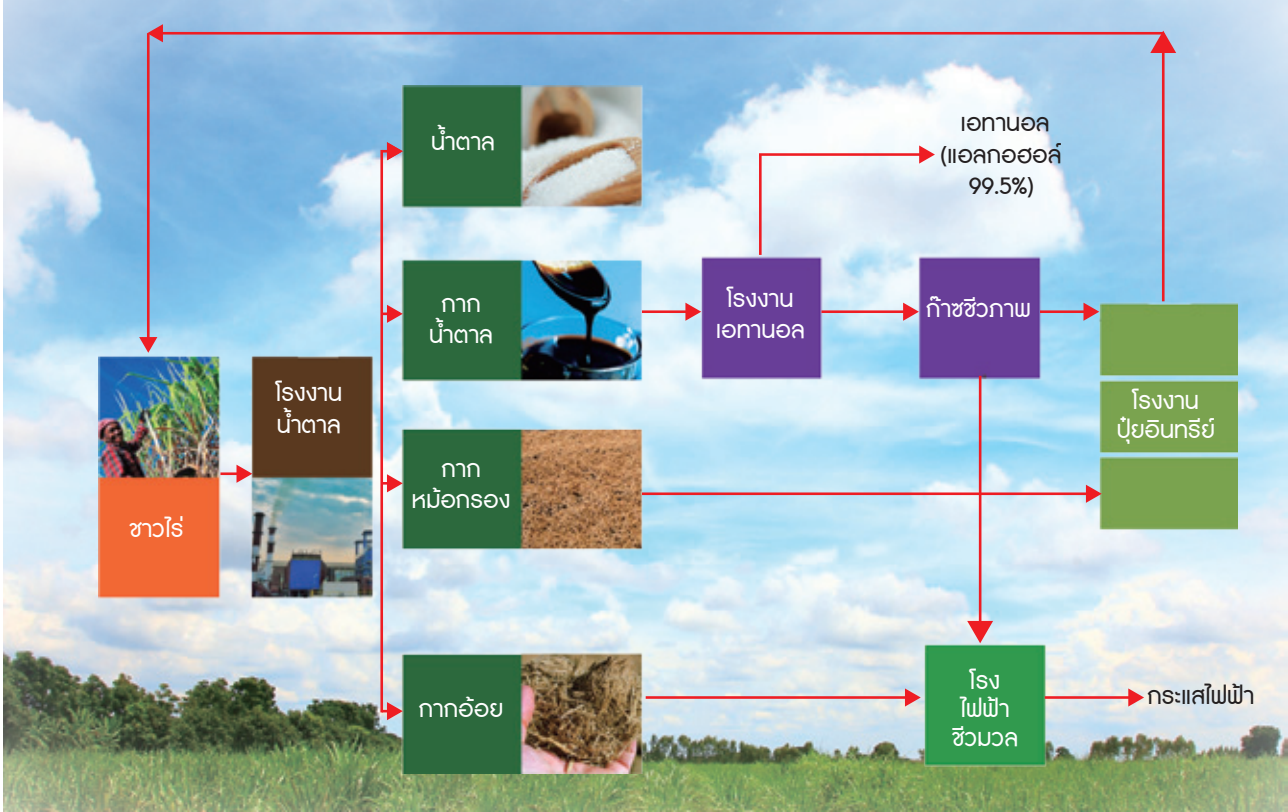 น้ำตาล
เอทานอล
(แอลกอฮอล์
99.5%)
กาก
น้ำตาล
โรงงาน
เอทานอล
ก๊าซชีวภาพ
โรงงาน
น้ำตาล
โรงงาน
ปุ๋ยอินทรีย์
กาก
หม้อกรอง
ชาวไร่
กากอ้อย
โรง
ไฟฟ้า
ชีวมวล
กระแสไฟฟ้า